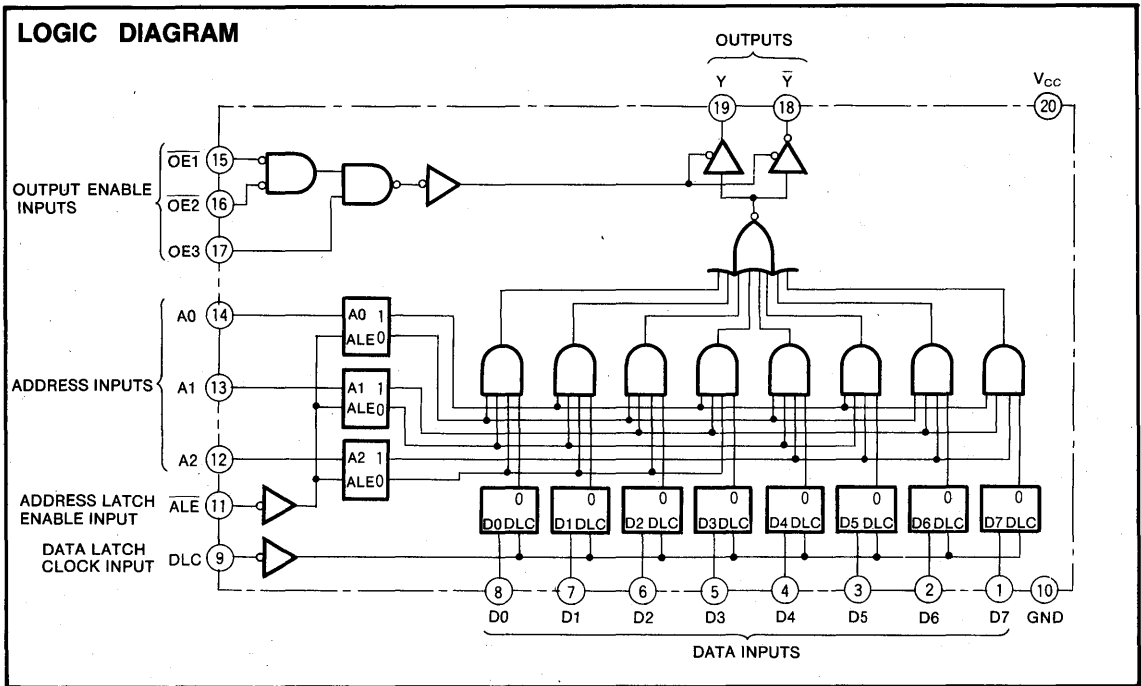 LOGIC DIAGRAM
OUTPUTS
Y Y̅ V_CC
19 18 20
O̅E̅1̅ 15
OUTPUT ENABLE INPUTS
O̅E̅2̅ 16
OE3 17
A0 14
A0 1
ALE 0
ADDRESS INPUTS
A1 13
A1 1
ALE 0
A2 12
A2 1
ALE 0
ADDRESS LATCH ENABLE INPUT
A̅L̅E̅ 11
DATA LATCH CLOCK INPUT
DLC 9
0 0 0 0 0 0 0 0
D0 DLC D1 DLC D2 DLC D3 DLC D4 DLC D5 DLC D6 DLC D7 DLC
8 7 6 5 4 3 2 1 10
D0 D1 D2 D3 D4 D5 D6 D7 GND
DATA INPUTS